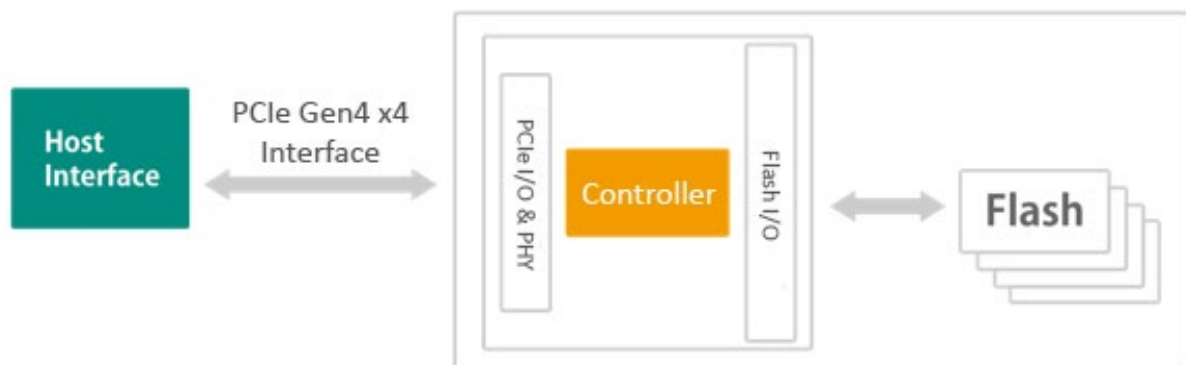 Host
Interface
PCIe Gen4 x4
Interface
PCIe I/O & PHY
Controller
Flash I/O
Flash